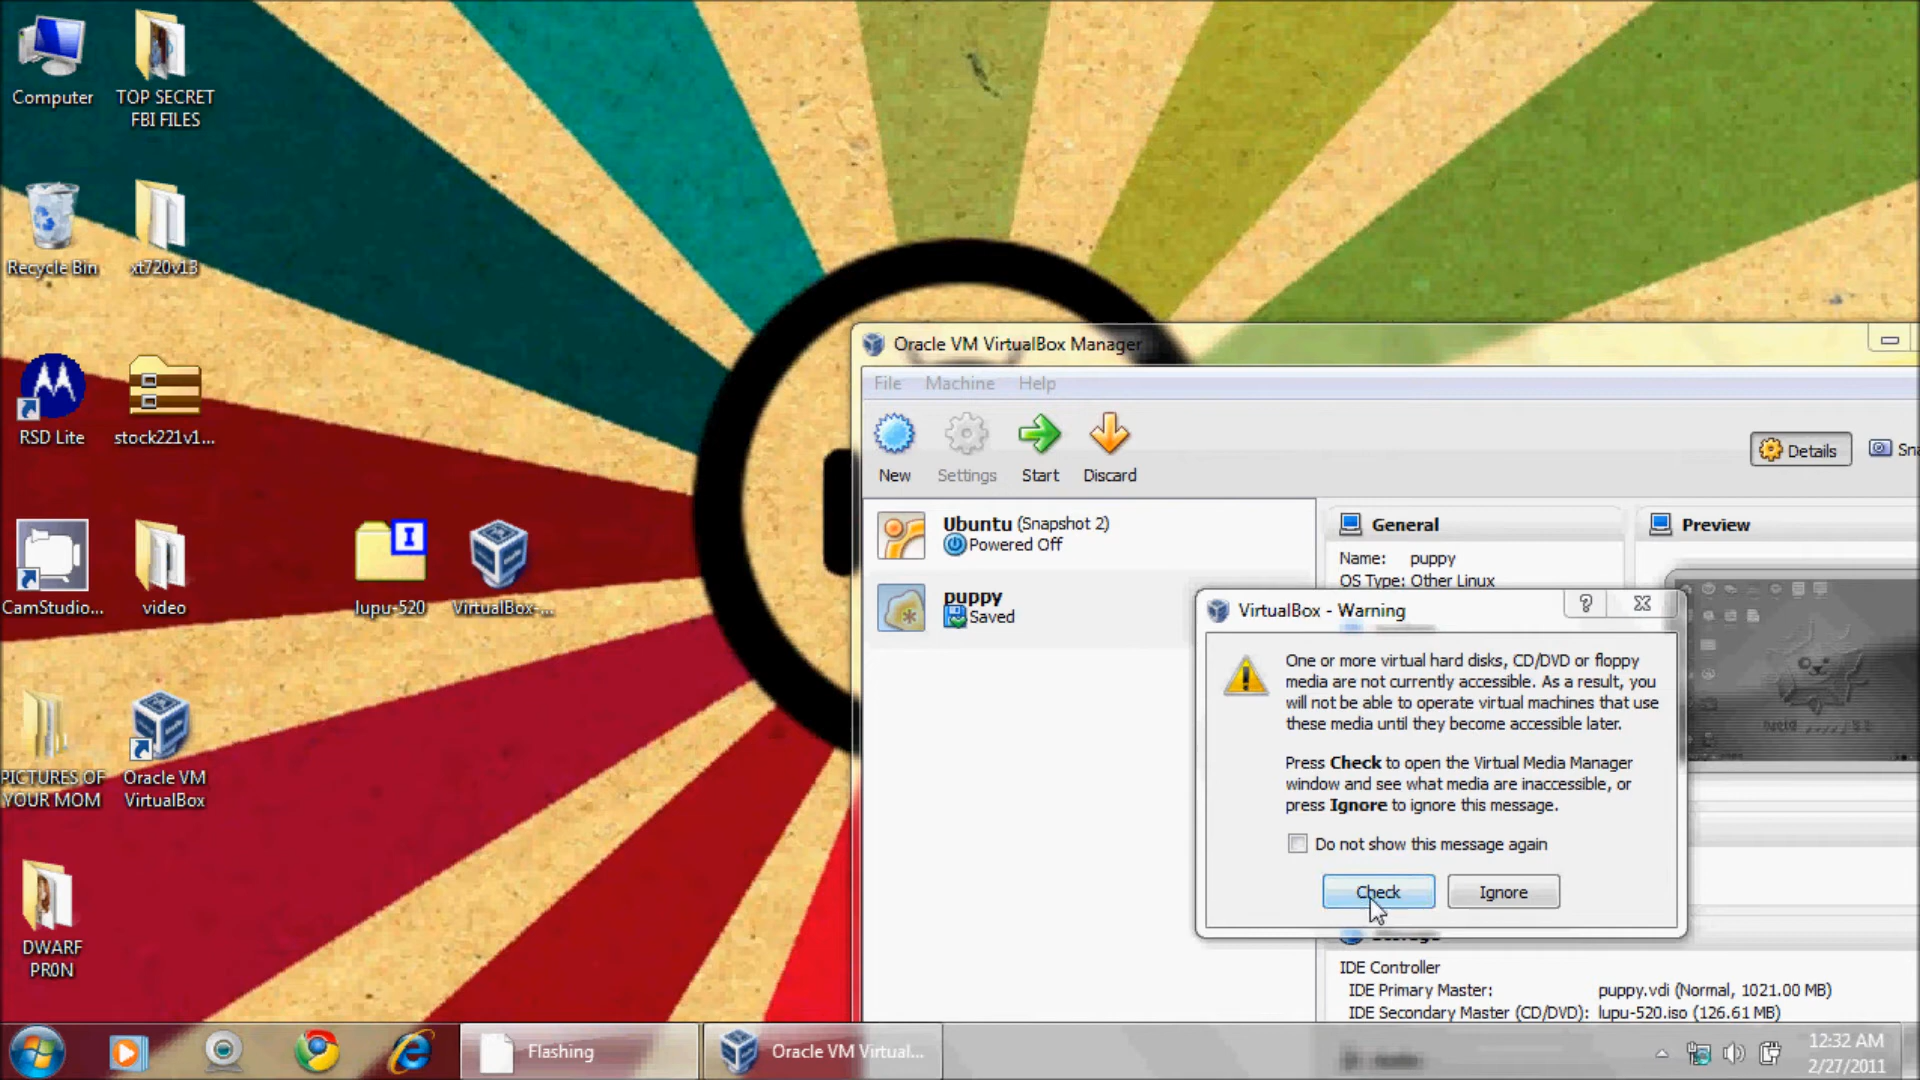 Computer
TOP SECRET
FBI FILES
Recycle Bin
xt720v13
RSD Lite
stock221v1...
CamStudio...
video
lupu-520
VirtualBox-...
PICTURES OF
YOUR MOM
Oracle VM
VirtualBox
DWARF
PR0N
Oracle VM VirtualBox Manager
File Machine Help
New Settings Start Discard
Details
Ubuntu (Snapshot 2)
Powered Off
puppy
Saved
General
Name: puppy
OS Type: Other Linux
Preview
VirtualBox - Warning
One or more virtual hard disks, CD/DVD or floppy
media are not currently accessible. As a result, you
will not be able to operate virtual machines that use
these media until they become accessible later.
Press Check to open the Virtual Media Manager
window and see what media are inaccessible, or
press Ignore to ignore this message.
Do not show this message again
Check Ignore
IDE Controller
IDE Primary Master: puppy.vdi (Normal, 1021.00 MB)
IDE Secondary Master (CD/DVD): lupu-520.iso (126.61 MB)
Flashing
Oracle VM Virtual...
12:32 AM
2/27/2011